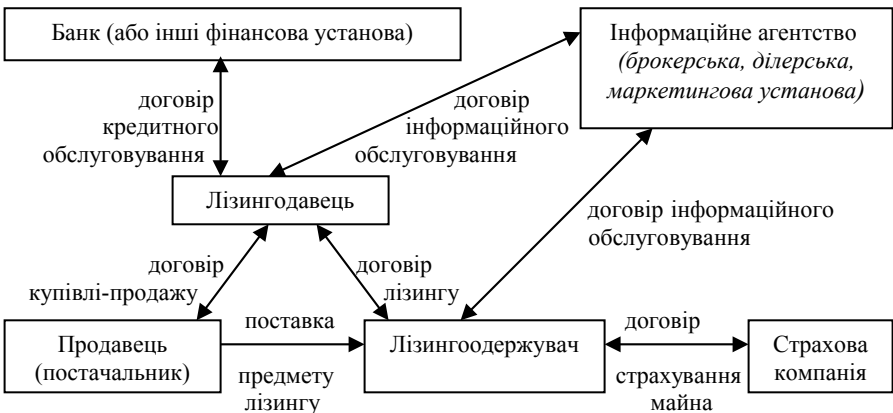 Банк (або інші фінансова установа)
Інформаційне агентство
(брокерська, ділерська,
маркетингова установа)
договір
кредитного
обслуговування
договір
інформаційного
обслуговування
Лізингодавець
договір інформаційного
обслуговування
договір
купівлі-продажу
договір
лізингу
Продавець
(постачальник)
поставка
предмету
лізингу
Лізингоодержувач
договір
страхування
майна
Страхова
компанія